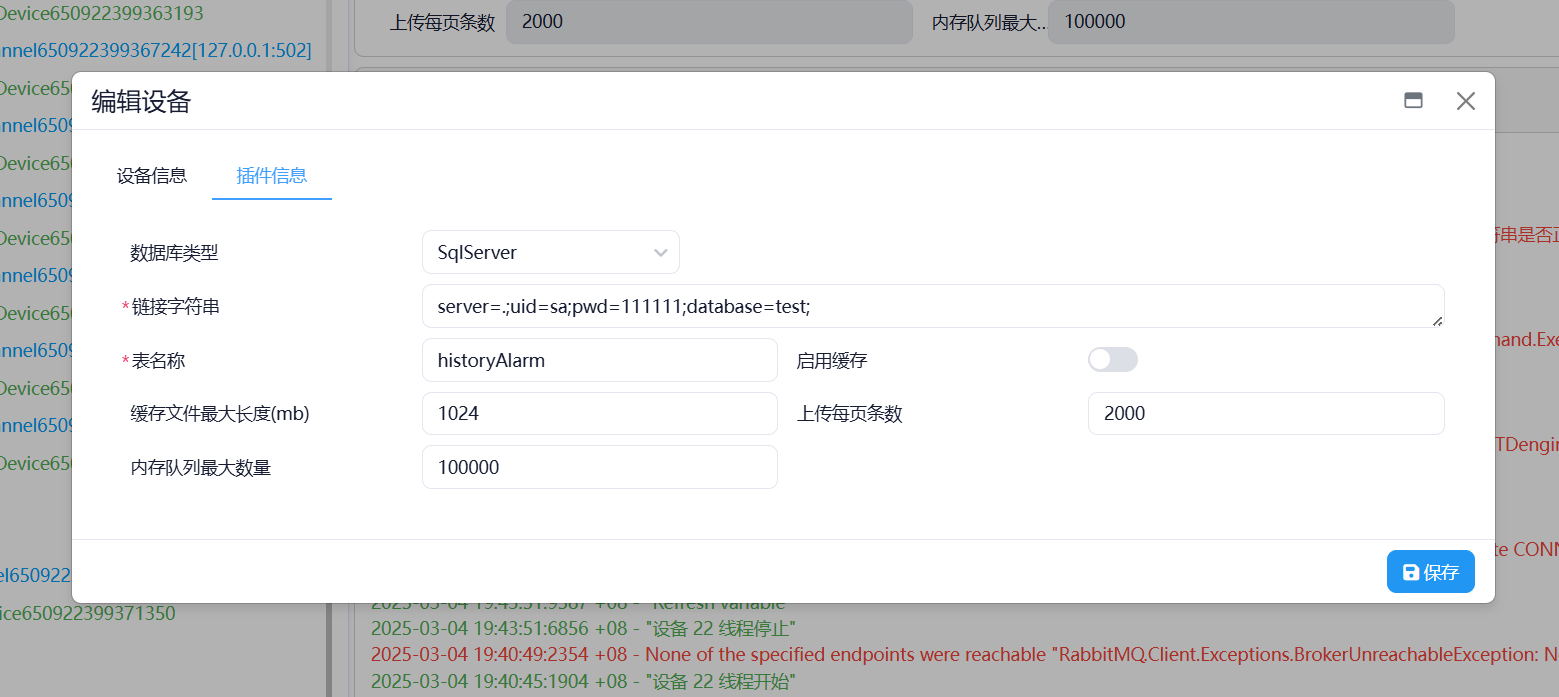 Device650922399363193
上传每页条数 2000 内存队列最大... 100000
nnel650922399367242[127.0.0.1:502]
Device65
编辑设备
nnel6509
Device65
设备信息 插件信息
nnel6509
Device65
数据库类型 SqlServer
符串是否正
nnel6509
*链接字符串 server=.;uid=sa;pwd=111111;database=test;
Device65
nnel6509
*表名称 historyAlarm 启用缓存
mand.Exe
Device65
缓存文件最大长度(mb) 1024 上传每页条数 2000
nnel6509
TDengin
Device65
内存队列最大数量 100000
te CONN
el650922
保存
2025-03-04 19:43:51:9567 +08 - "Refresh variable"
ice650922399371350
2025-03-04 19:43:51:6856 +08 - "设备 22 线程停止"
2025-03-04 19:40:49:2354 +08 - None of the specified endpoints were reachable "RabbitMQ.Client.Exceptions.BrokerUnreachableException: N
2025-03-04 19:40:45:1904 +08 - "设备 22 线程开始"